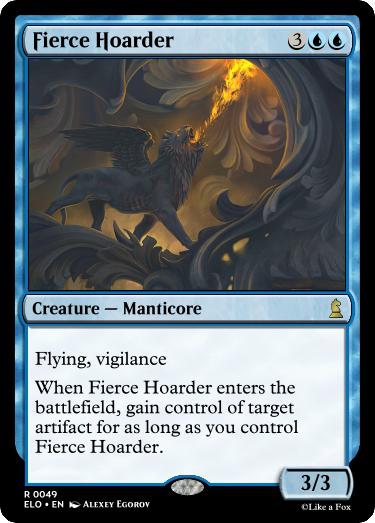 Fierce Hoarder 3
Creature — Manticore
Flying, vigilance
When Fierce Hoarder enters the
battlefield, gain control of target
artifact for as long as you control
Fierce Hoarder.
3/3
R 0049
ELO • EN Alexey Egorov
©Like a Fox